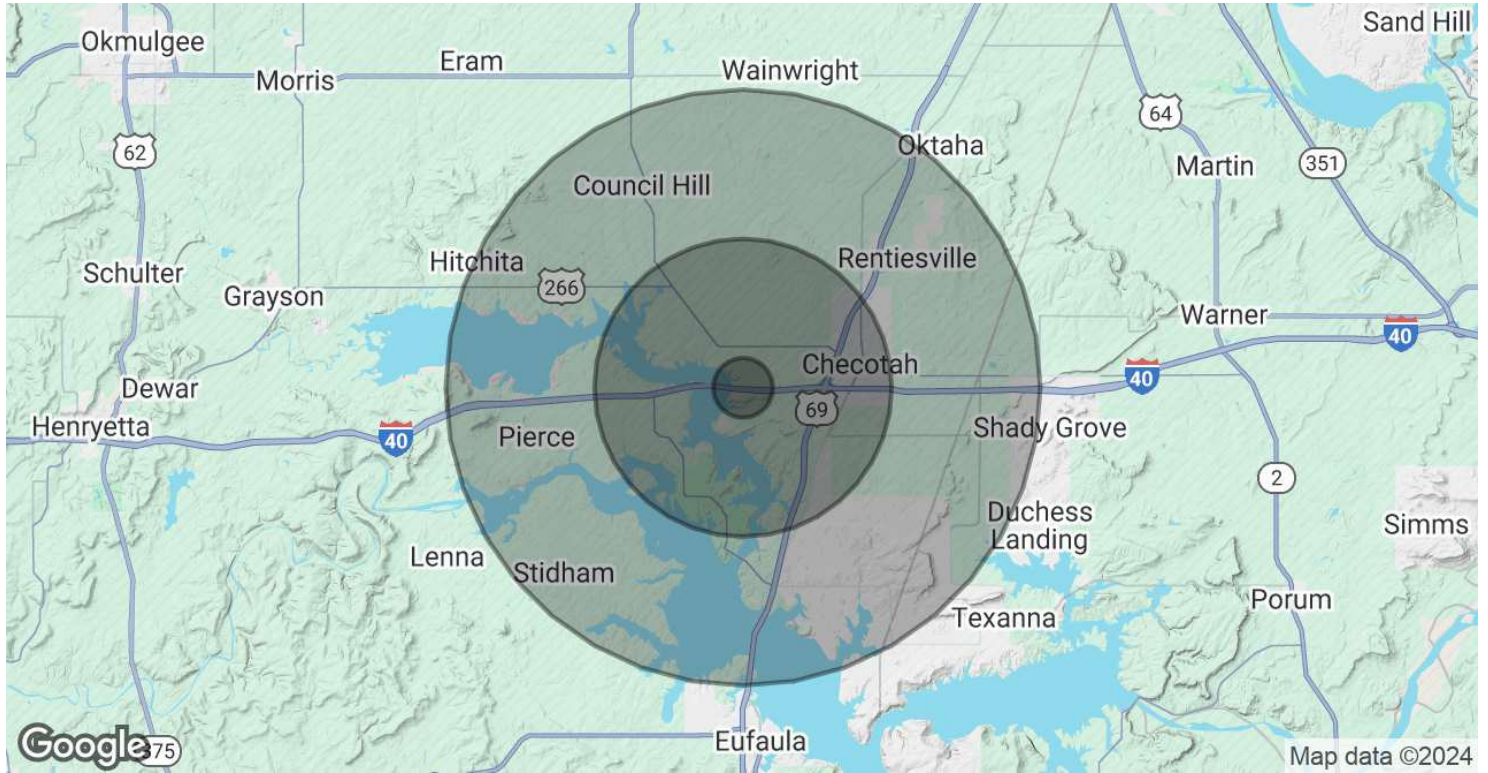 Sand Hill
Okmulgee
Eram
Wainwright
Morris
64
62
Oktaha
351
Martin
Council Hill
Hitchita
Rentiesville
Schulter
266
Grayson
Warner
40
Checotah
40
Dewar
69
Henryetta
40
Pierce
Shady Grove
2
Duchess
Landing
Simms
Lenna
Stidham
Porum
Texanna
Eufaula
Google
Map data ©2024